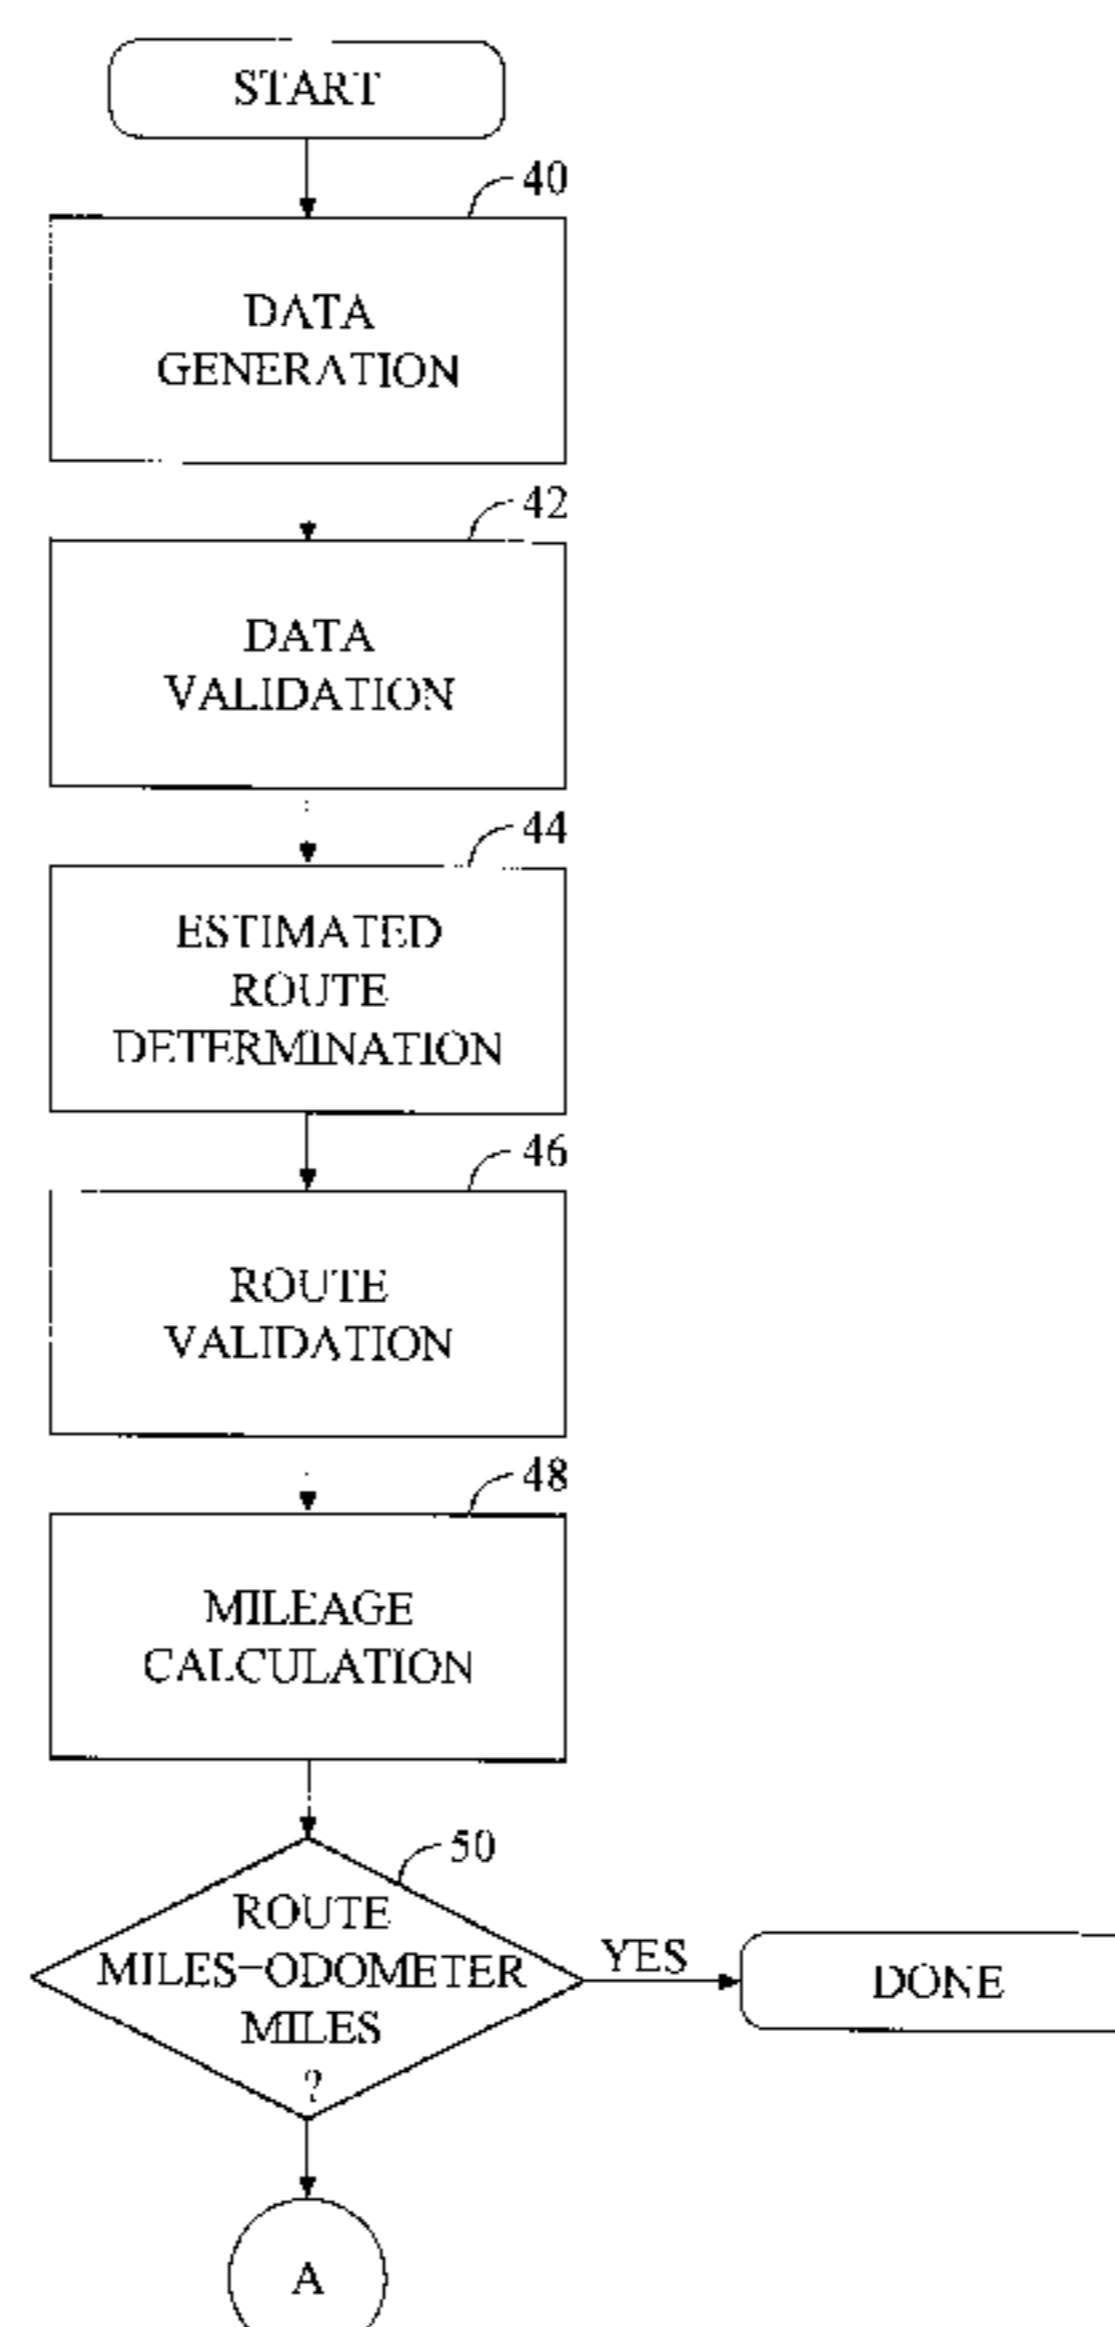 START
40
DATA
GENERATION
42
DATA
VALIDATION
44
ESTIMATED
ROUTE
DETERMINATION
46
ROUTE
VALIDATION
48
MILEAGE
CALCULATION
50
ROUTE
MILES-ODOMETER
MILES
?
YES
DONE
A